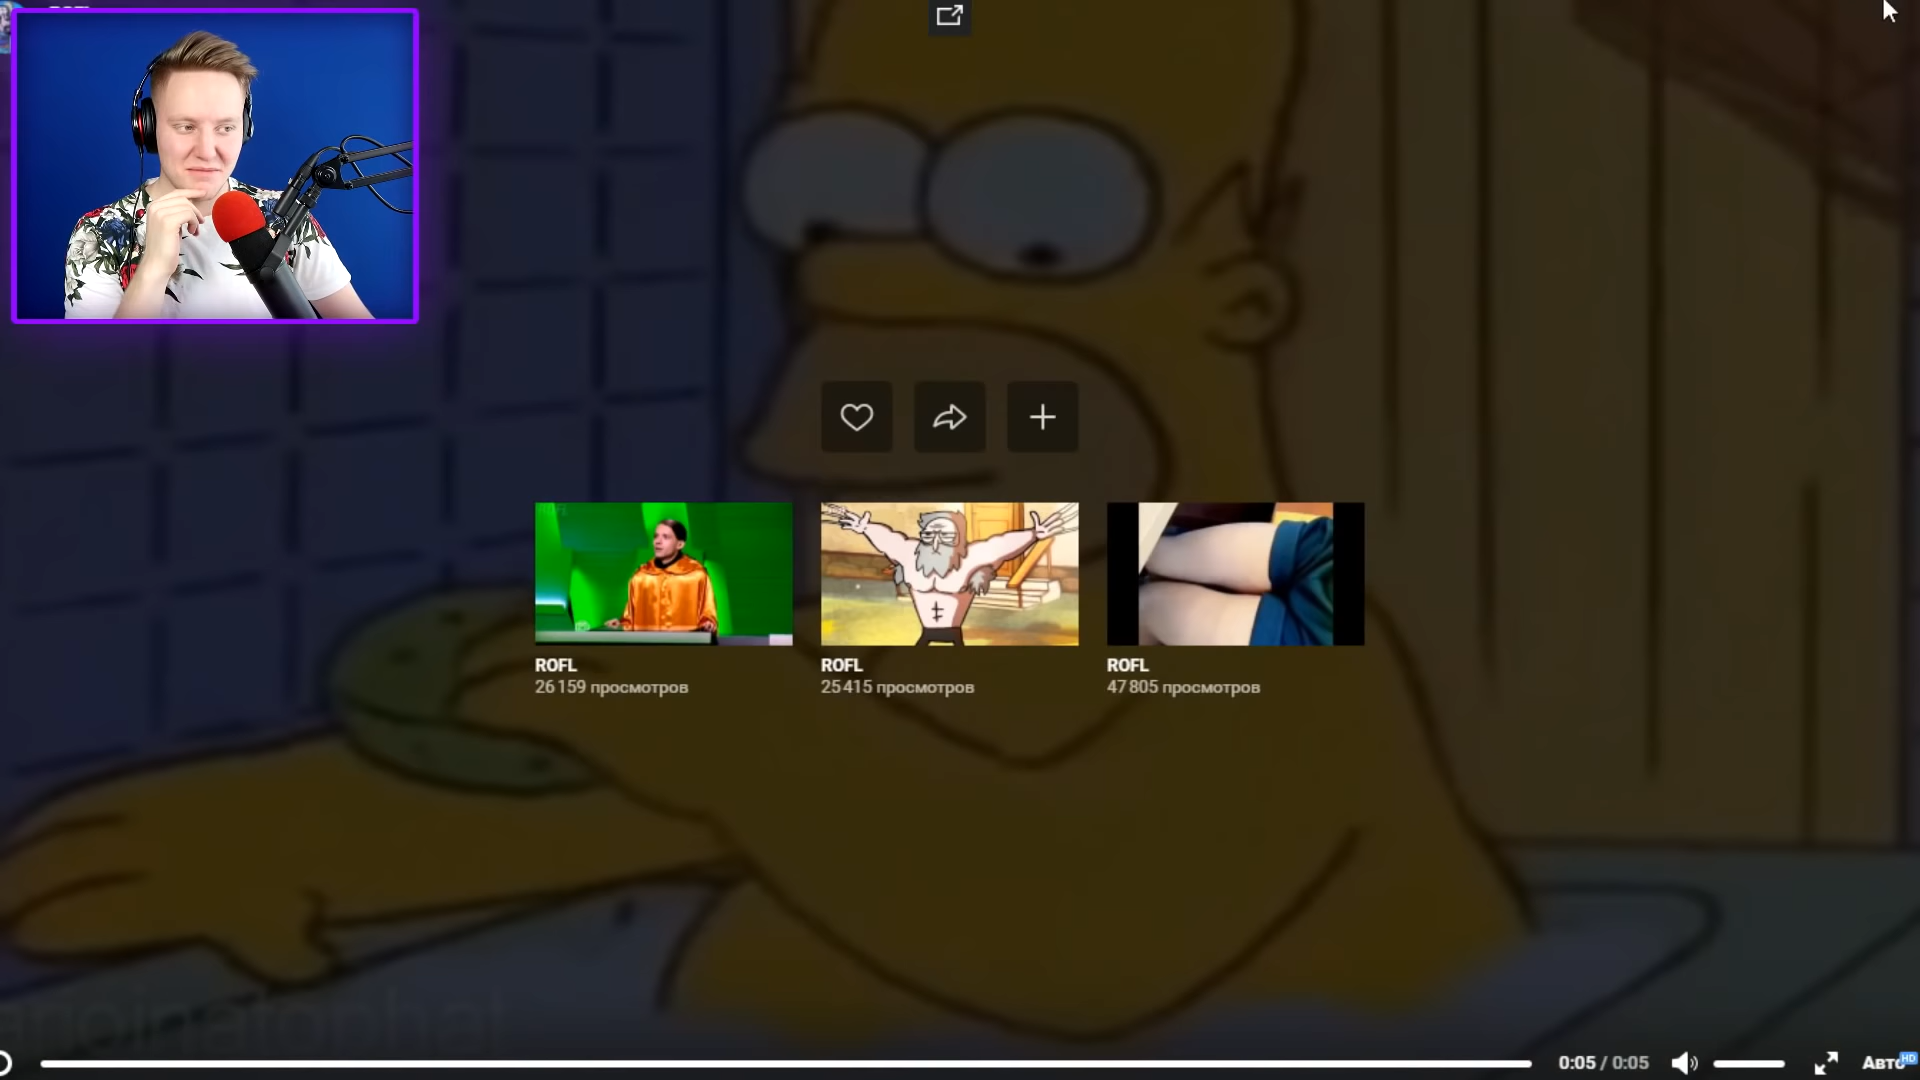 ROFL
26 159 просмотров
ROFL
25 415 просмотров
ROFL
47 805 просмотров
0:05 / 0:05
Авто
HD